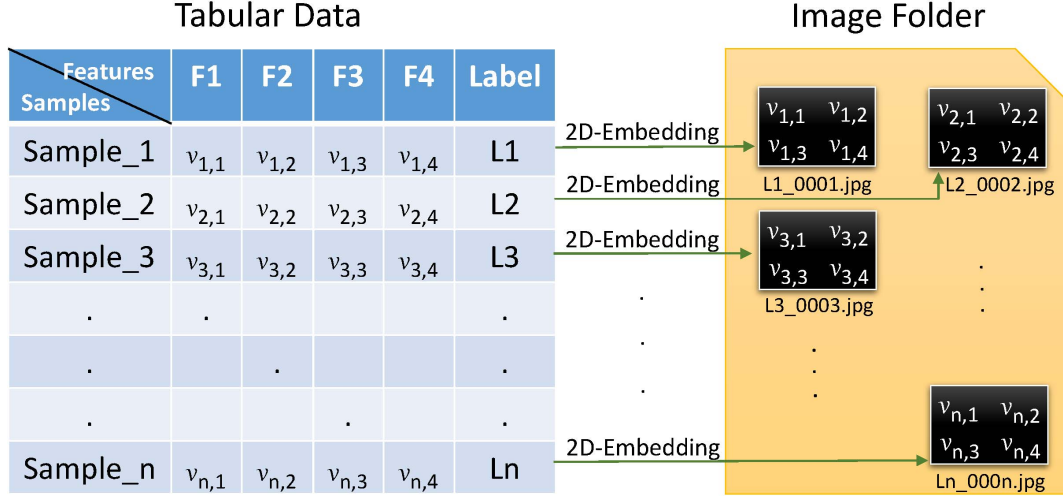 Tabular Data
Image Folder
Features
Samples
F1 F2 F3 F4 Label
Sample_1 v1,1 v1,2 v1,3 v1,4 L1
Sample_2 v2,1 v2,2 v2,3 v2,4 L2
Sample_3 v3,1 v3,2 v3,3 v3,4 L3
. . .
. . .
. . .
Sample_n vn,1 vn,2 vn,3 vn,4 Ln
2D-Embedding
2D-Embedding
2D-Embedding
.
.
.
2D-Embedding
v1,1 v1,2
v1,3 v1,4
L1_0001.jpg
v2,1 v2,2
v2,3 v2,4
L2_0002.jpg
v3,1 v3,2
v3,3 v3,4
L3_0003.jpg
.
.
.
.
.
.
vn,1 vn,2
vn,3 vn,4
Ln_000n.jpg